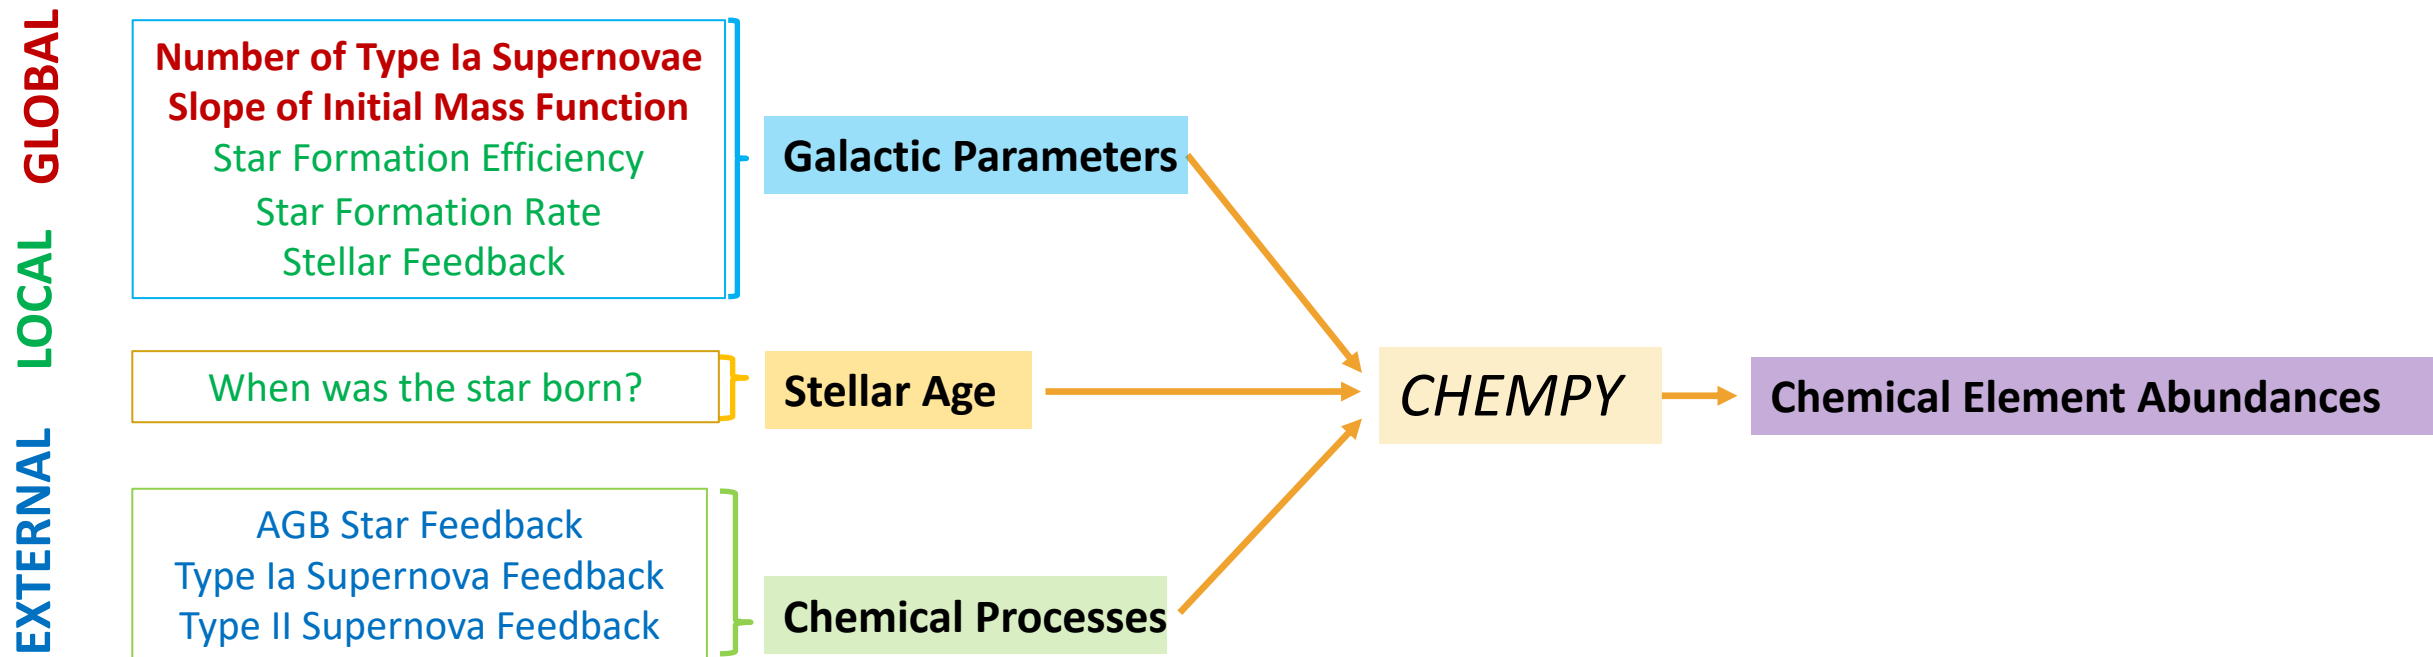 GLOBAL
LOCAL
EXTERNAL
Number of Type Ia Supernovae
Slope of Initial Mass Function
Star Formation Efficiency
Star Formation Rate
Stellar Feedback
Galactic Parameters
When was the star born?
Stellar Age
AGB Star Feedback
Type Ia Supernova Feedback
Type II Supernova Feedback
Chemical Processes
CHEMPY
Chemical Element Abundances